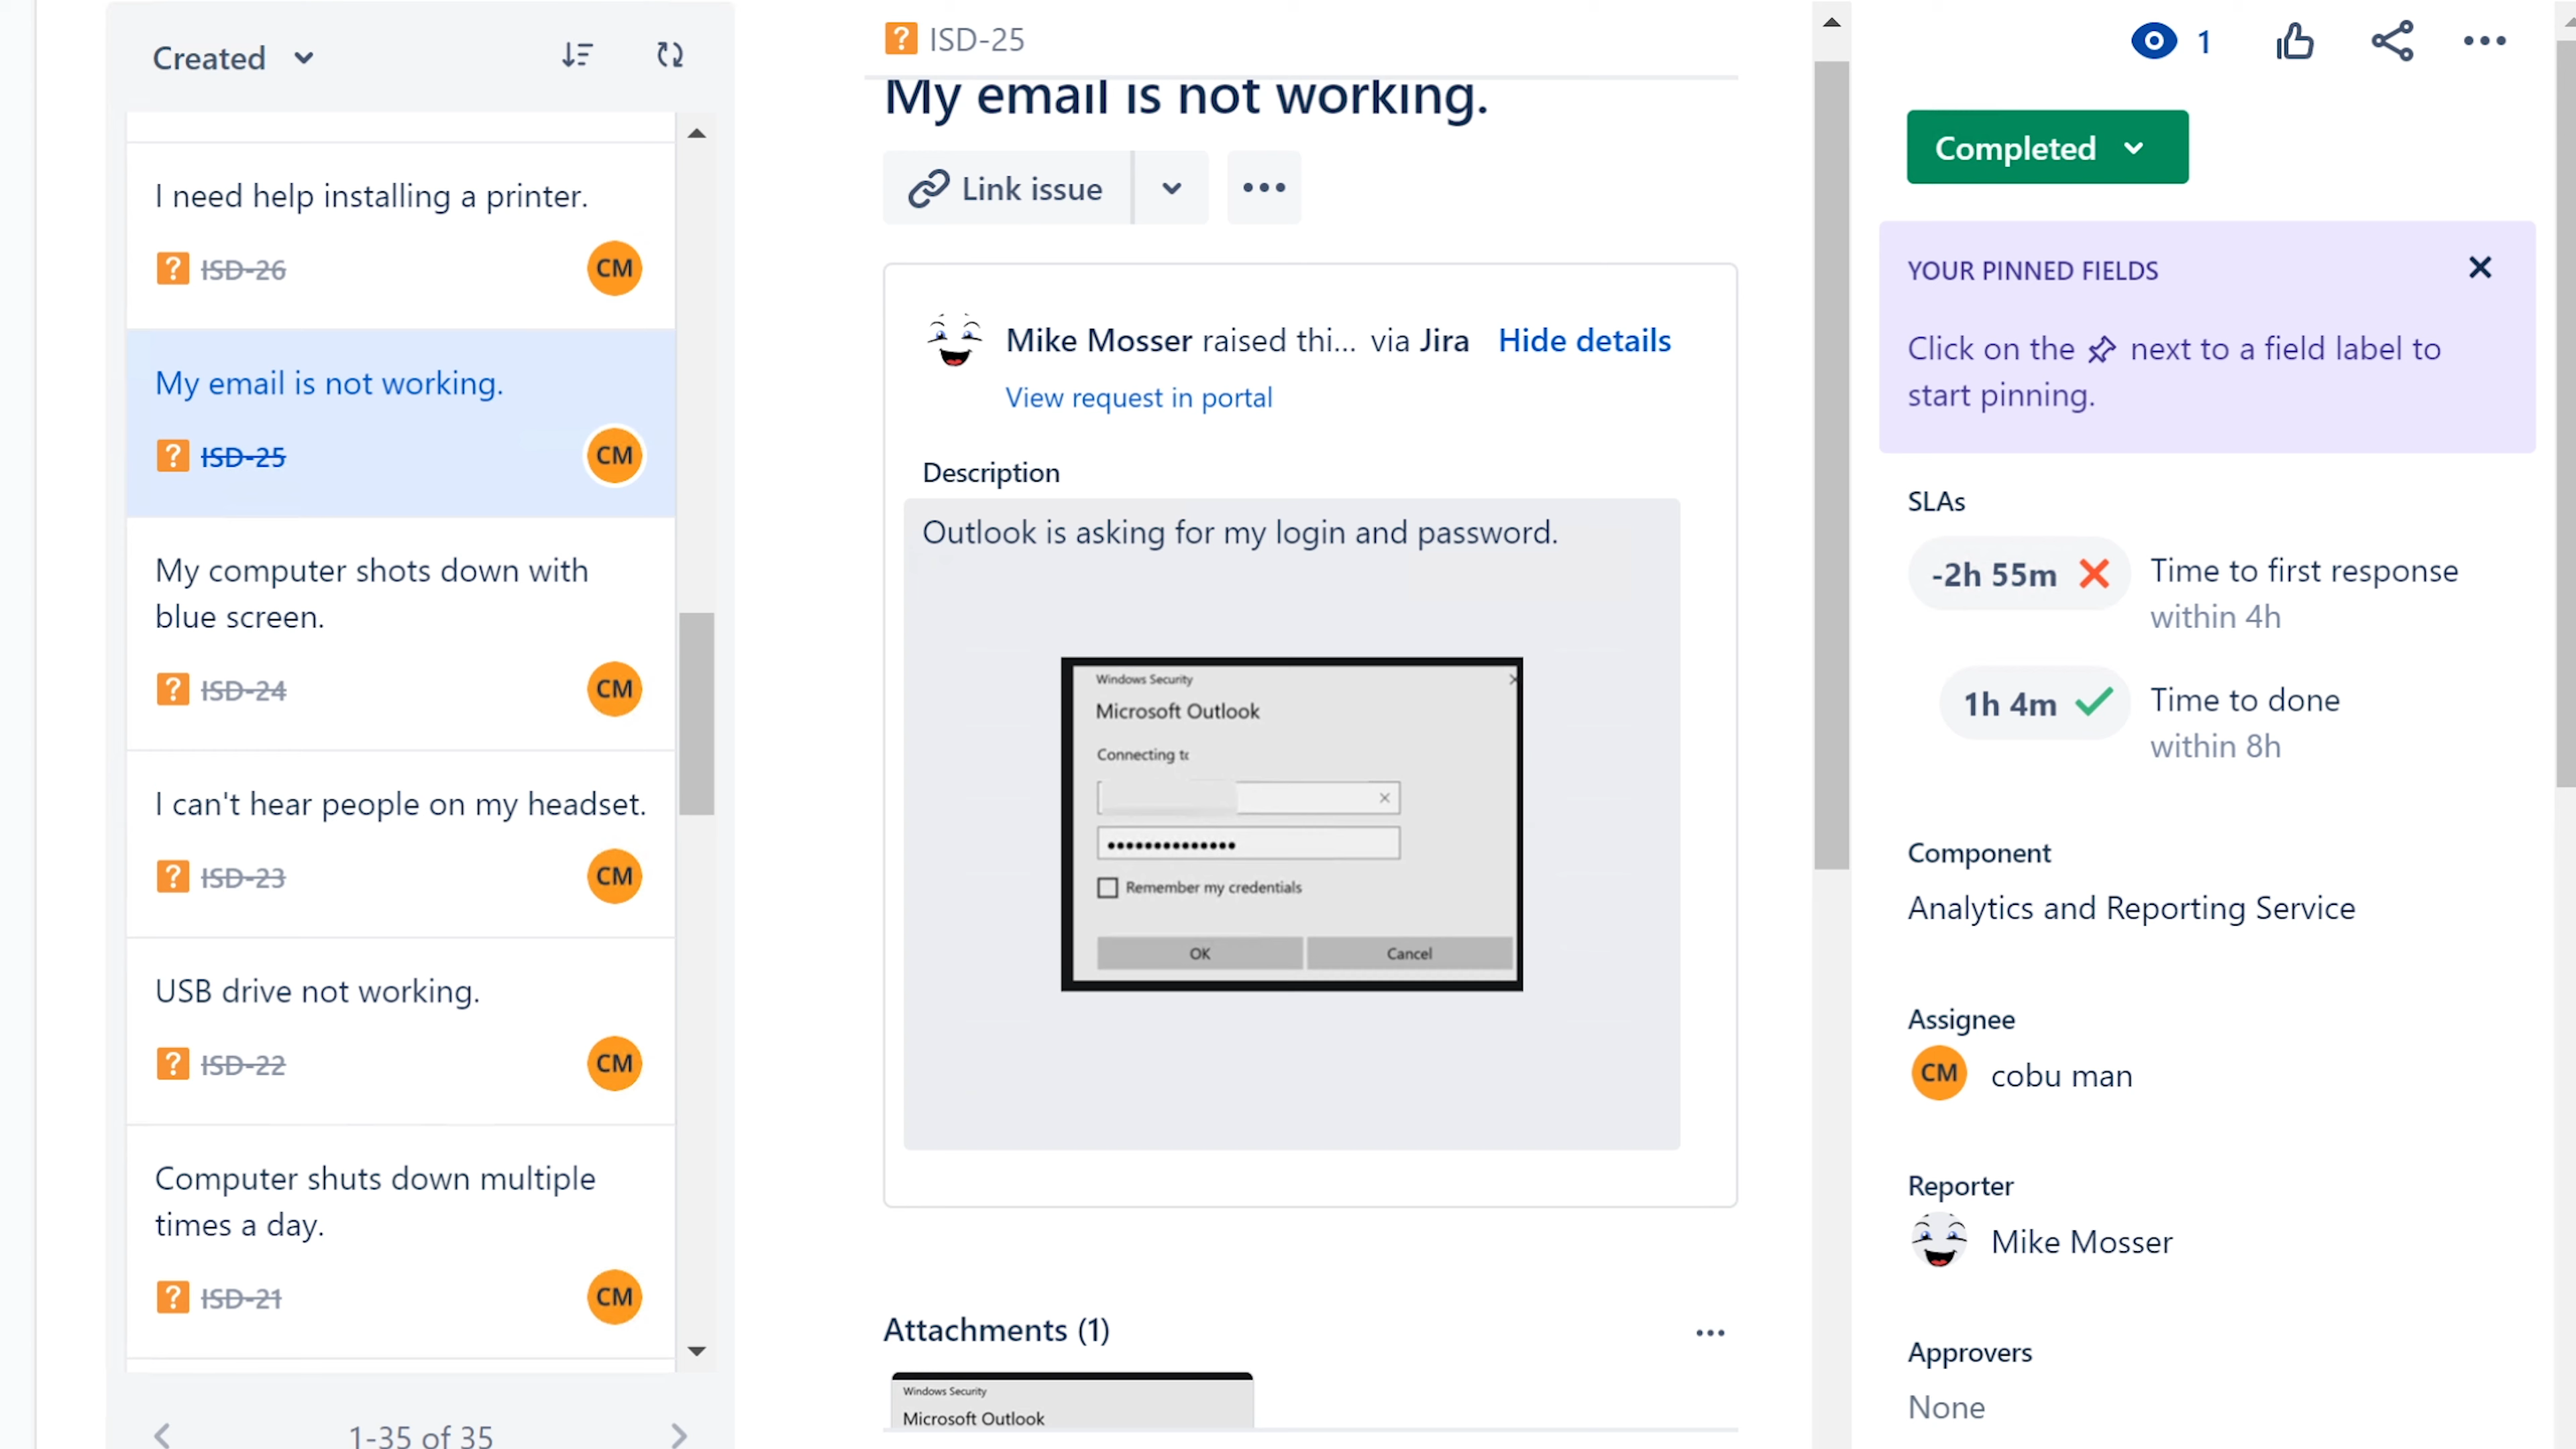 Created
I need help installing a printer.
ISD-26
CM
My email is not working.
ISD-25
CM
My computer shots down with
blue screen.
ISD-24
CM
I can't hear people on my headset.
ISD-23
CM
USB drive not working.
ISD-22
CM
Computer shuts down multiple
times a day.
ISD-21
CM
1-35 of 35
ISD-25
My email is not working.
Link issue
Mike Mosser raised thi... via Jira Hide details
View request in portal
Description
Outlook is asking for my login and password.
Windows Security
Microsoft Outlook
Connecting to
Remember my credentials
OK Cancel
Attachments (1)
Windows Security
Microsoft Outlook
1
Completed
YOUR PINNED FIELDS
Click on the next to a field label to
start pinning.
SLAs
-2h 55m Time to first response
within 4h
1h 4m Time to done
within 8h
Component
Analytics and Reporting Service
Assignee
CM cobu man
Reporter
Mike Mosser
Approvers
None